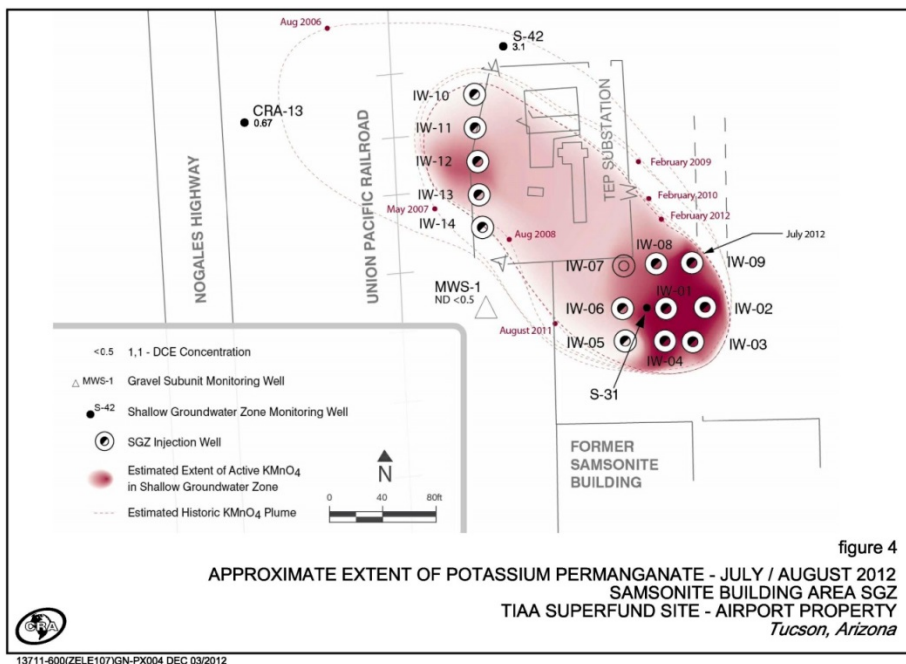 Aug 2006
S-42
3.1
CRA-13
0.67
NOGALES HIGHWAY
UNION PACIFIC RAILROAD
IW-10
IW-11
IW-12
IW-13
IW-14
TEP SUBSTATION
February 2009
February 2010
February 2012
July 2012
May 2007
Aug 2008
MWS-1
ND <0.5
August 2011
IW-07
IW-08
IW-09
IW-06
IW-01
IW-02
IW-05
IW-04
IW-03
S-31
FORMER
SAMSONITE
BUILDING
<0.5 1,1 - DCE Concentration
MWS-1 Gravel Subunit Monitoring Well
S-42 Shallow Groundwater Zone Monitoring Well
SGZ Injection Well
Estimated Extent of Active KMnO4
in Shallow Groundwater Zone
Estimated Historic KMnO4 Plume
N
0 40 80ft
figure 4
APPROXIMATE EXTENT OF POTASSIUM PERMANGANATE - JULY / AUGUST 2012
SAMSONITE BUILDING AREA SGZ
TIAA SUPERFUND SITE - AIRPORT PROPERTY
Tucson, Arizona
CRA
13711-600(ZELE107)GN-PX004 DEC 03/2012